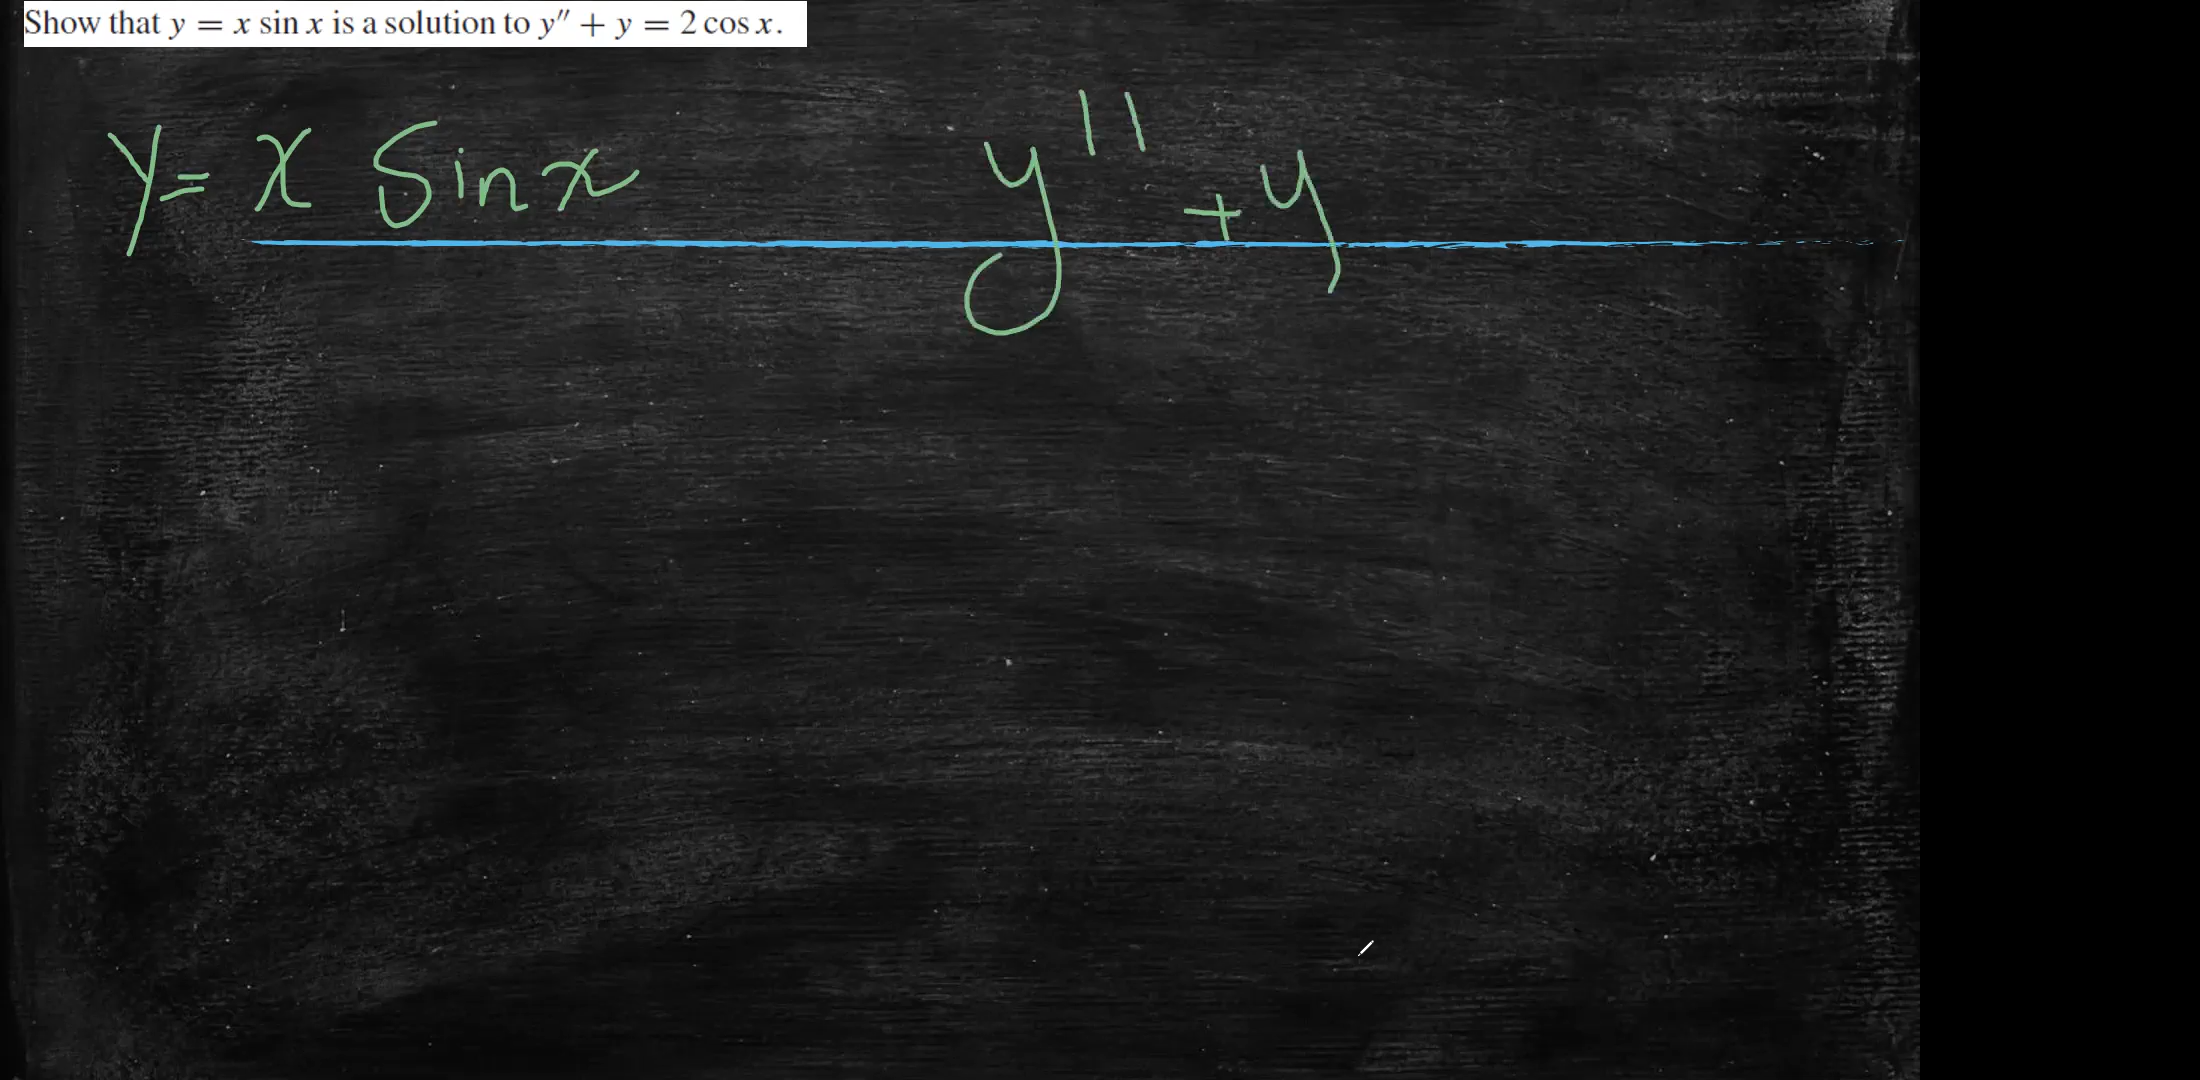 Show that y = x sin x is a solution to y″ + y = 2 cos x.
y = x Sin x y″ + y